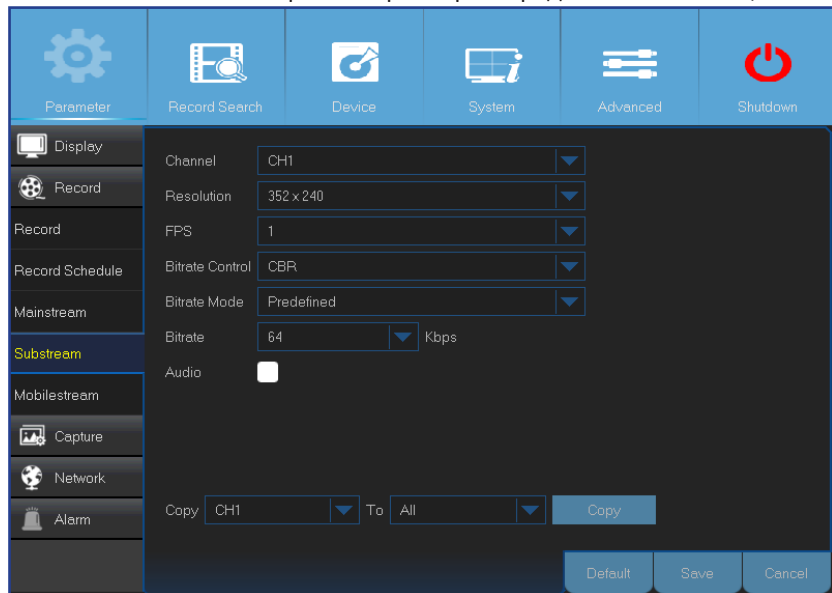 Parameter Record Search Device System Advanced Shutdown
Display
Record
Record
Record Schedule
Mainstream
Substream
Mobilestream
Capture
Network
Alarm
Channel CH1
Resolution 352 x 240
FPS 1
Bitrate Control CBR
Bitrate Mode Predefined
Bitrate 64 Kbps
Audio
Copy CH1 To All Copy
Default Save Cancel